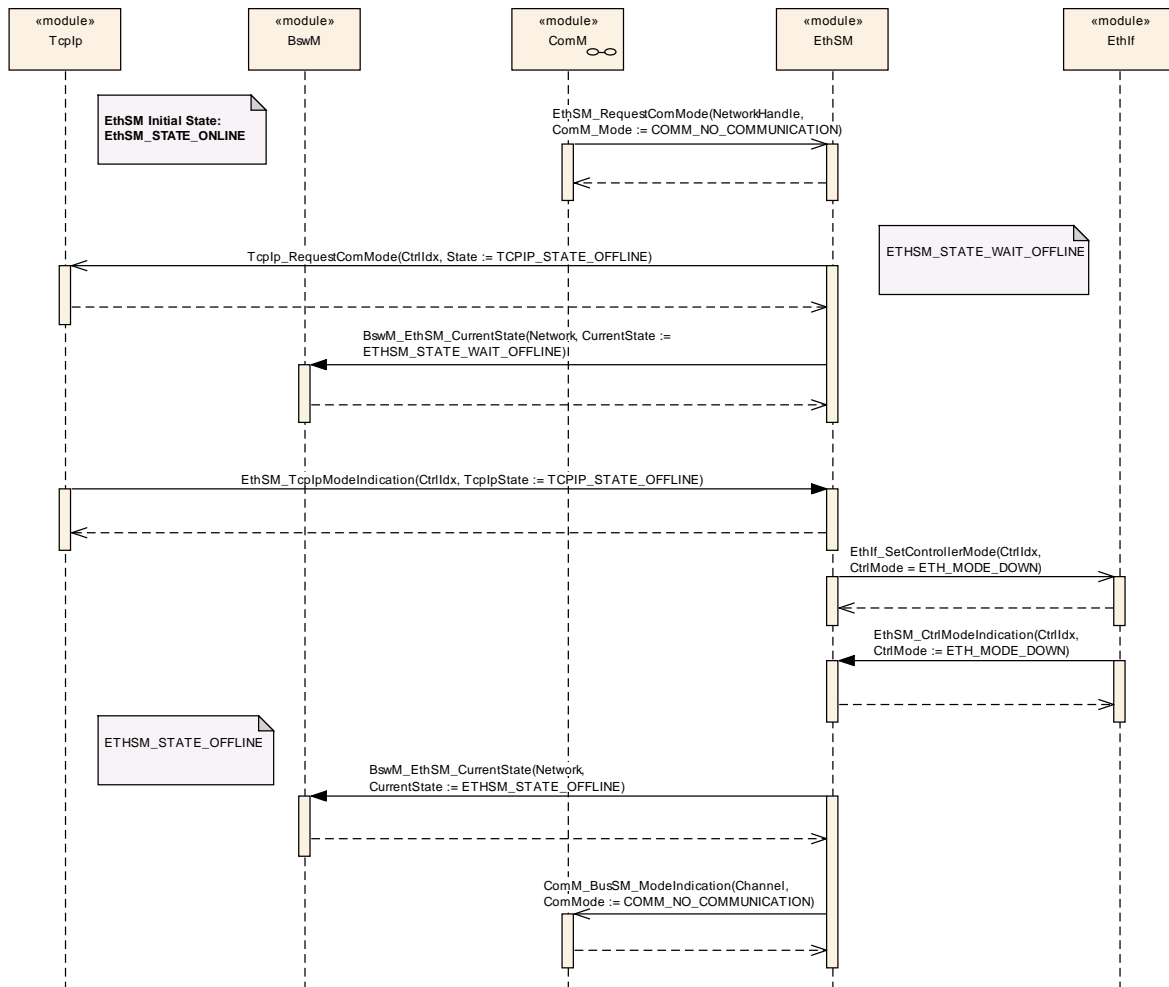 «module»
TcpIp
«module»
BswM
«module»
ComM
«module»
EthSM
«module»
EthIf
EthSM Initial State:
EthSM_STATE_ONLINE
EthSM_RequestComMode(NetworkHandle,
ComM_Mode := COMM_NO_COMMUNICATION)
ETHSM_STATE_WAIT_OFFLINE
TcpIp_RequestComMode(CtrlIdx, State := TCPIP_STATE_OFFLINE)
BswM_EthSM_CurrentState(Network, CurrentState :=
ETHSM_STATE_WAIT_OFFLINE)
EthSM_TcpIpModeIndication(CtrlIdx, TcpIpState := TCPIP_STATE_OFFLINE)
EthIf_SetControllerMode(CtrlIdx,
CtrlMode = ETH_MODE_DOWN)
EthSM_CtrlModeIndication(CtrlIdx,
CtrlMode := ETH_MODE_DOWN)
ETHSM_STATE_OFFLINE
BswM_EthSM_CurrentState(Network,
CurrentState := ETHSM_STATE_OFFLINE)
ComM_BusSM_ModeIndication(Channel,
ComMode := COMM_NO_COMMUNICATION)